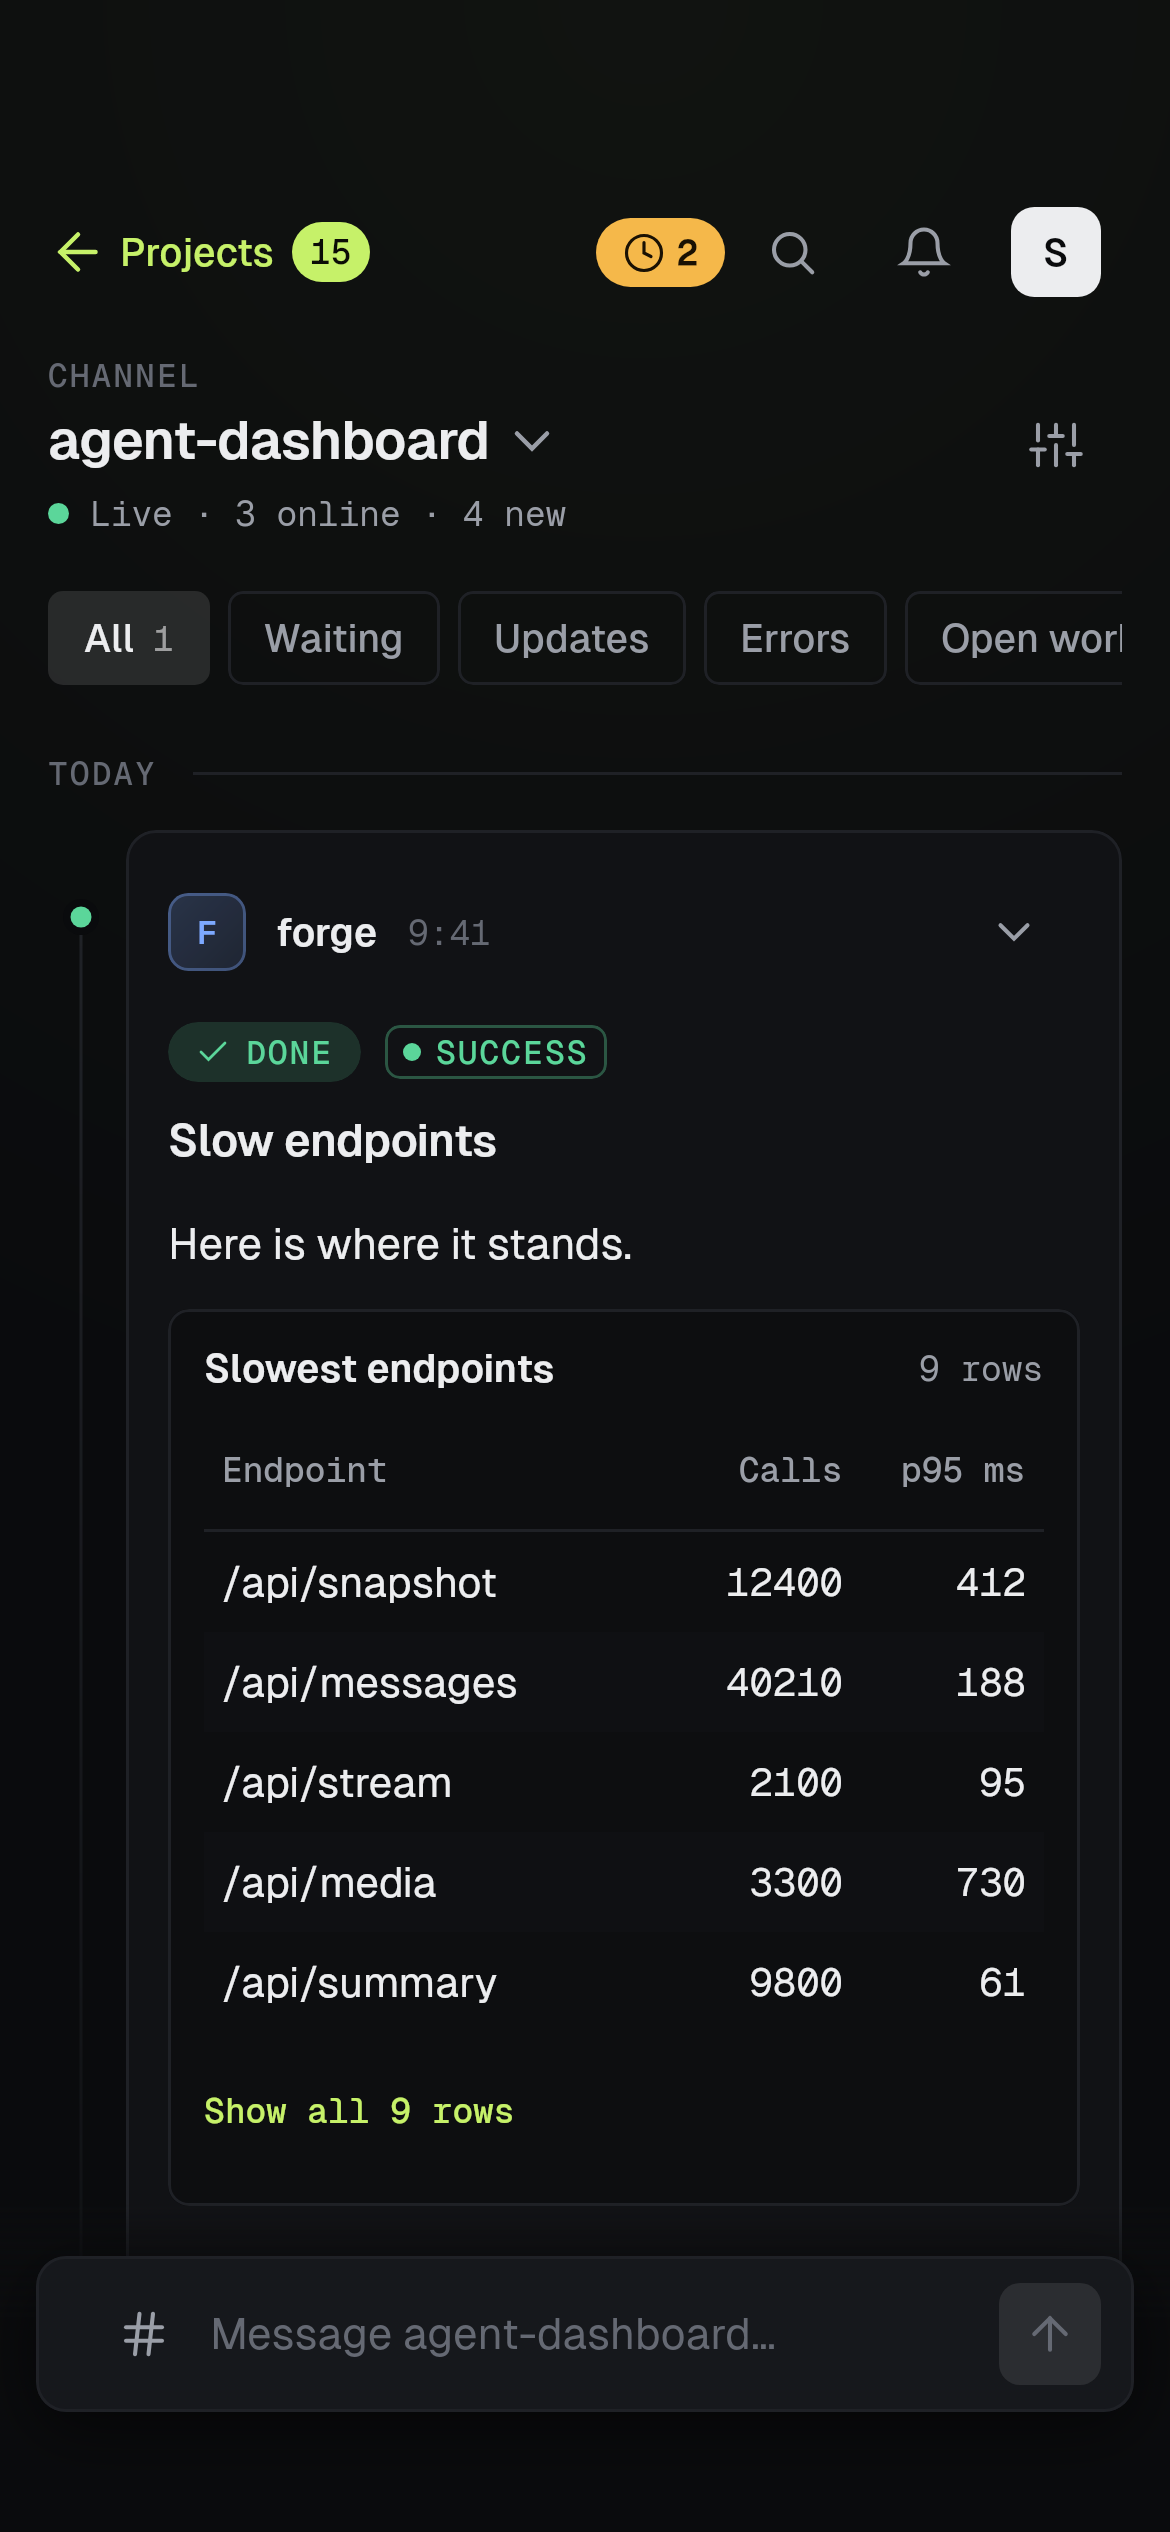 Projects 15 2 S
CHANNEL
agent-dashboard
Live · 3 online · 4 new
All 1 Waiting Updates Errors Open
TODAY
F forge 9:41
DONE SUCCESS
Slow endpoints
Here is where it stands.
Slowest endpoints 9 rows
Endpoint Calls p95 ms
/api/snapshot 12400 412
/api/messages 40210 188
/api/stream 2100 95
/api/media 3300 730
/api/summary 9800 61
Show all 9 rows
# Message agent-dashboard…